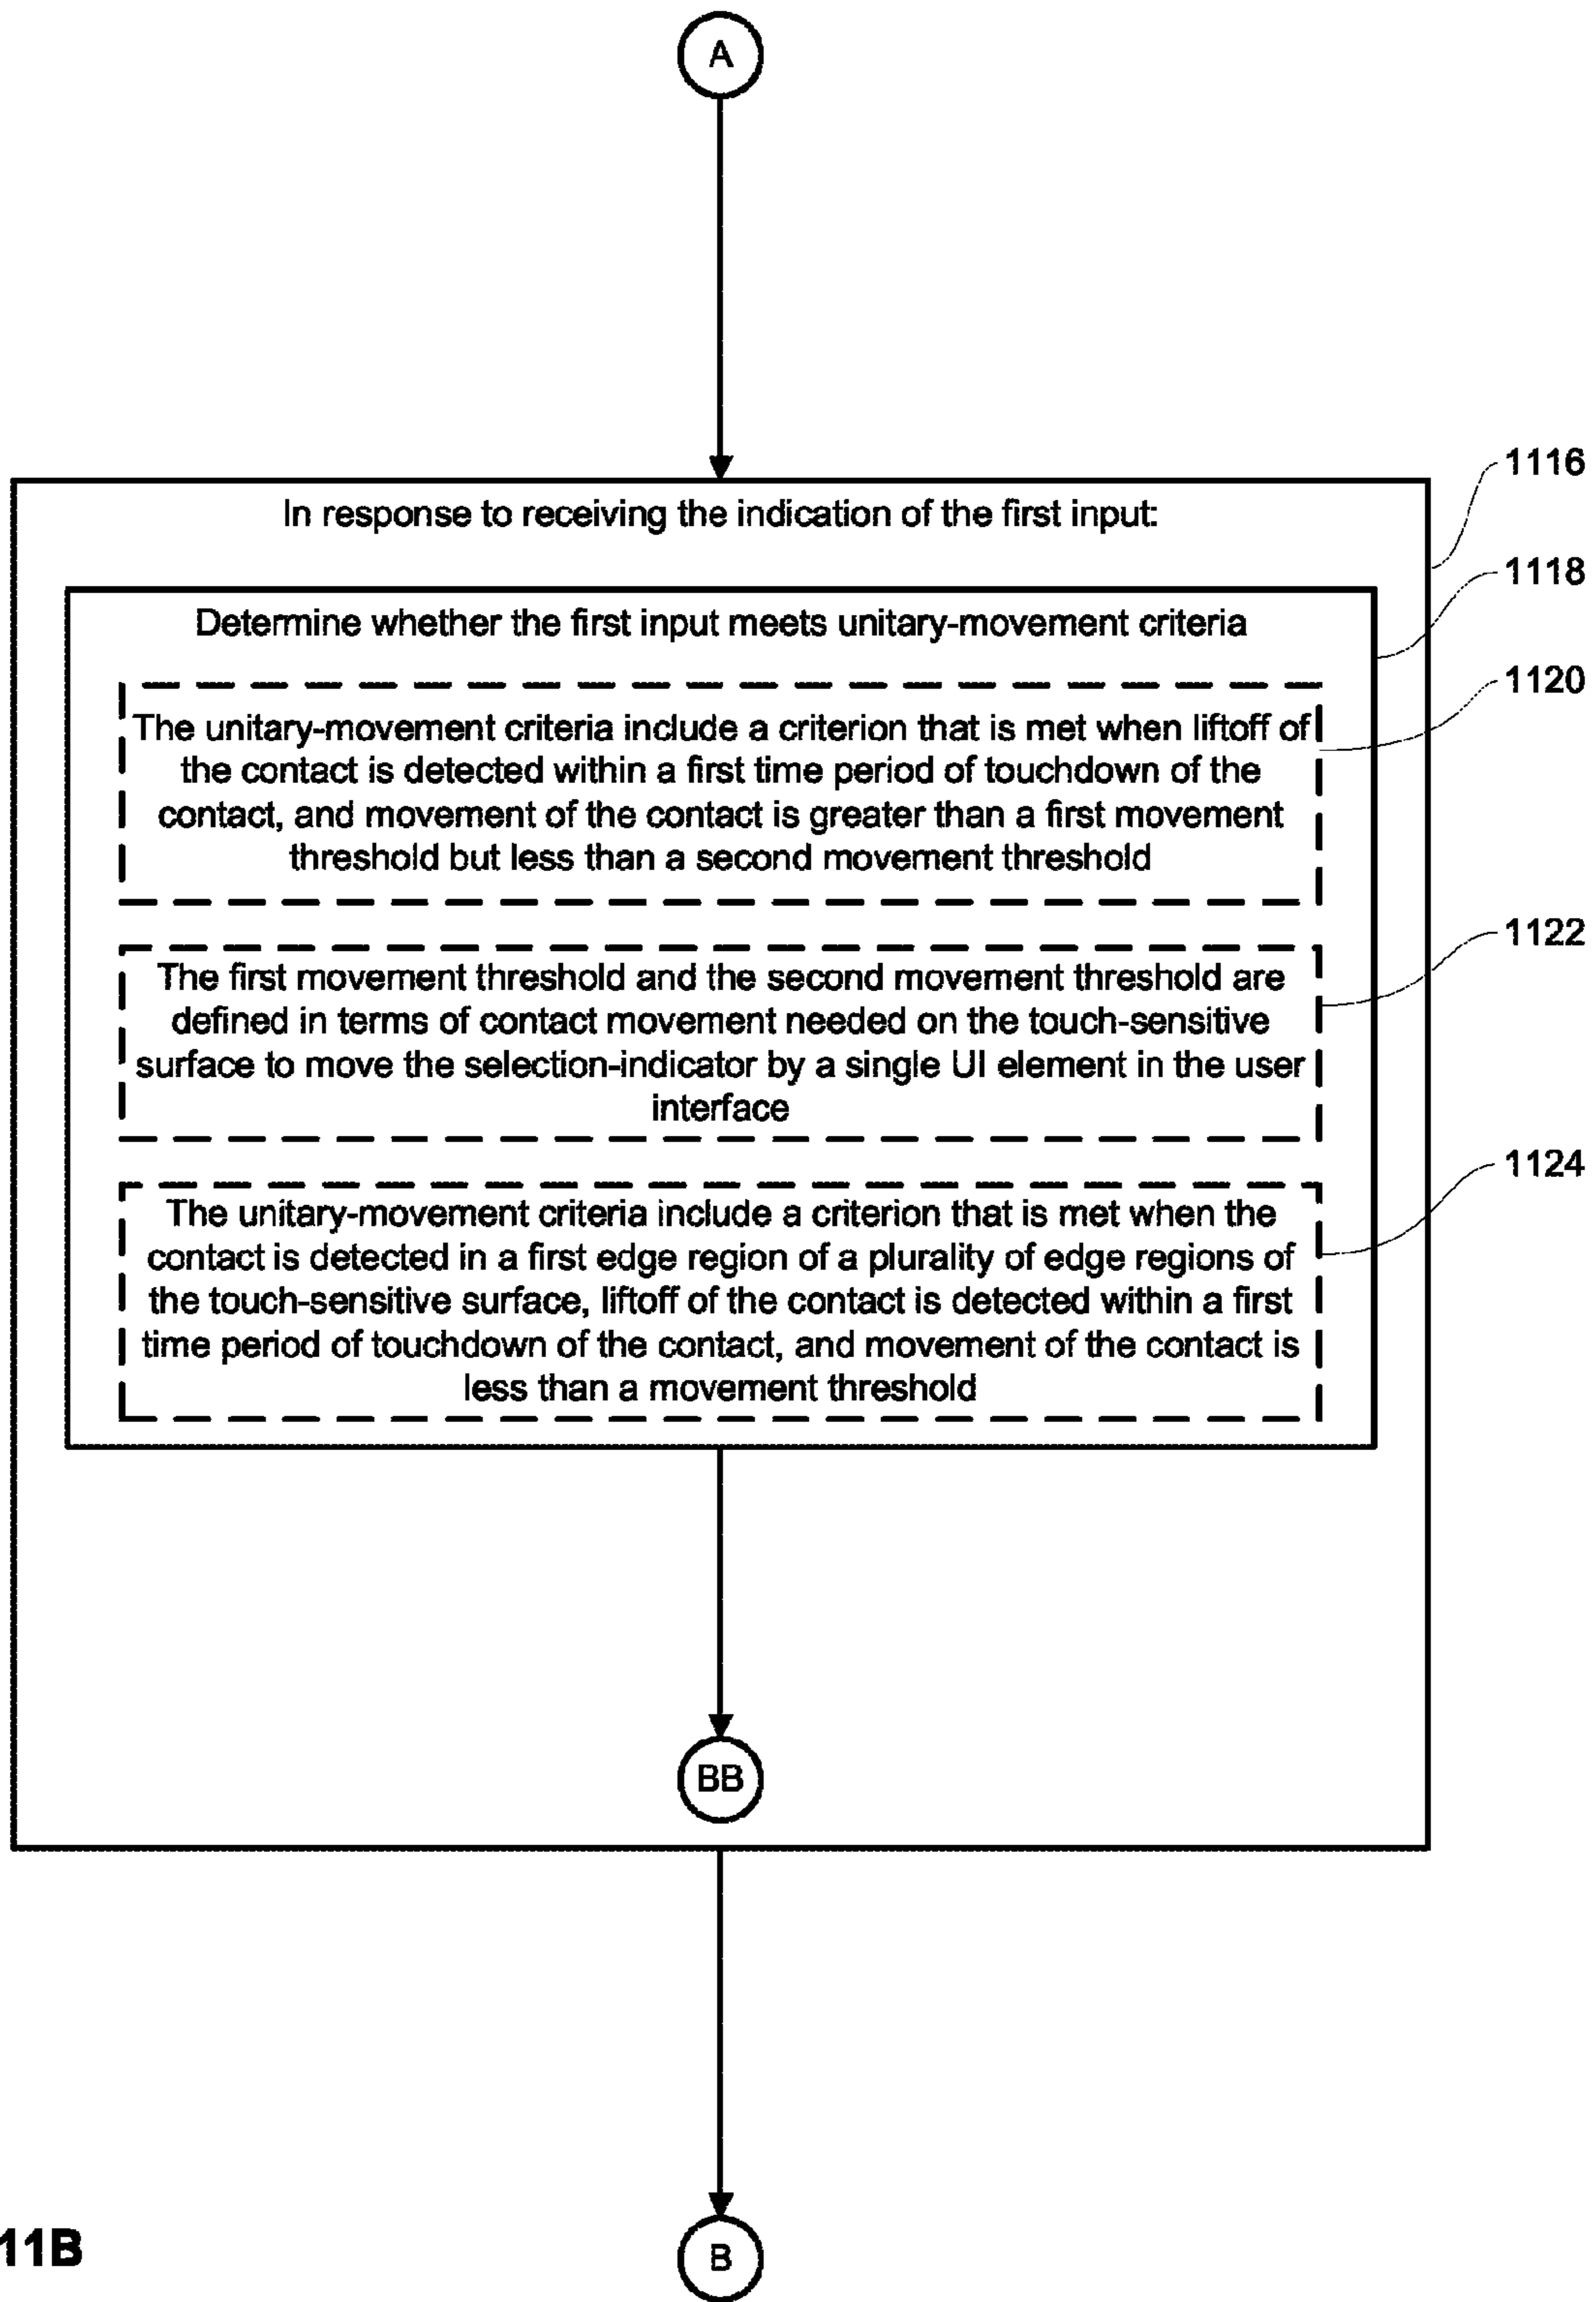 A
1116
In response to receiving the indication of the first input:
1118
Determine whether the first input meets unitary-movement criteria
1120
The unitary-movement criteria include a criterion that is met when liftoff of
the contact is detected within a first time period of touchdown of the
contact, and movement of the contact is greater than a first movement
threshold but less than a second movement threshold
1122
The first movement threshold and the second movement threshold are
defined in terms of contact movement needed on the touch-sensitive
surface to move the selection-indicator by a single UI element in the user
interface
1124
The unitary-movement criteria include a criterion that is met when the
contact is detected in a first edge region of a plurality of edge regions of
the touch-sensitive surface, liftoff of the contact is detected within a first
time period of touchdown of the contact, and movement of the contact is
less than a movement threshold
BB
11B
B